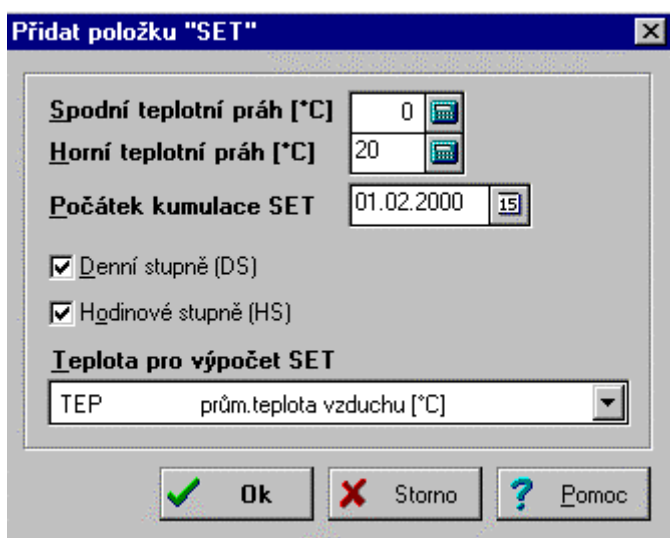 Přidat položku "SET"
Spodní teplotní práh [°C] 0
Horní teplotní práh [°C] 20
Počátek kumulace SET 01.02.2000 15
Denní stupně (DS)
Hodinové stupně (HS)
Teplota pro výpočet SET
TEP prům.teplota vzduchu [°C]
Ok Storno Pomoc